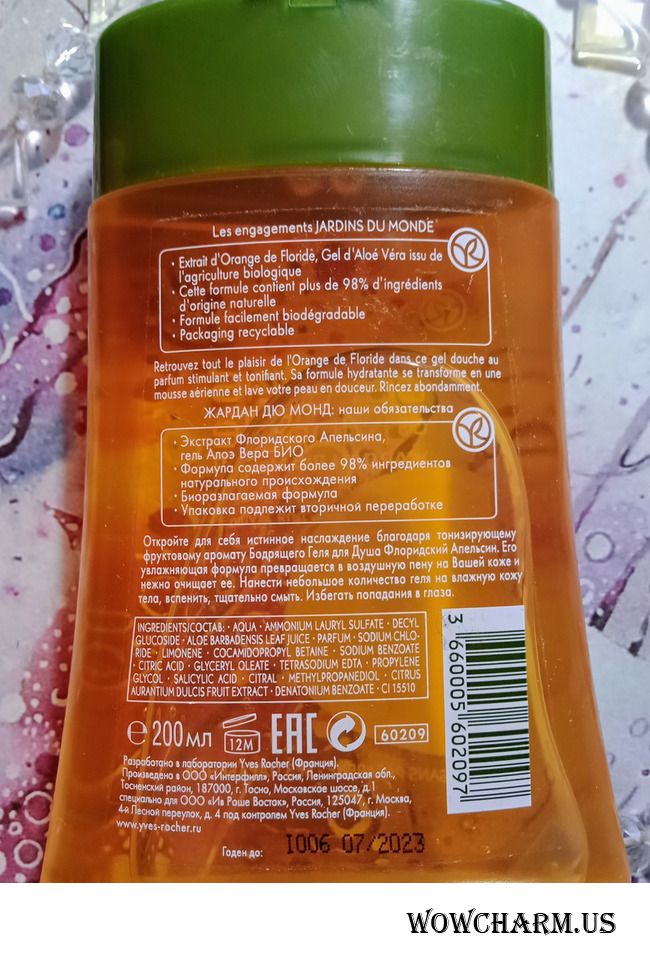 Les engagements JARDINS DU MONDE
• Extrait d'Orange de Floride, Gel d'Aloé Véra issu de
l'agriculture biologique
• Cette formule contient plus de 98% d'ingrédients
d'origine naturelle
• Formule facilement biodégradable
• Packaging recyclable
Retrouvez tout le plaisir de l'Orange de Floride dans ce gel douche au
parfum stimulant et tonifiant. Sa formule hydratante se transforme en une
mousse aérienne et lave votre peau en douceur. Rincez abondamment.
ЖАРДАН ДЮ МОНД: наши обязательства
• Экстракт Флоридского Апельсина,
гель Алоэ Вера БИО
• Формула содержит более 98% ингредиентов
натурального происхождения
• Биоразлагаемая формула
• Упаковка подлежит вторичной переработке
Откройте для себя истинное наслаждение благодаря тонизирующему
фруктовому аромату Бодрящего Геля для Душа Флоридский Апельсин. Его
увлажняющая формула превращается в воздушную пену на Вашей коже и
нежно очищает ее. Нанести небольшое количество геля на влажную кожу
тела, вспенить, тщательно смыть. Избегать попадания в глаза.
INGREDIENTS/СОСТАВ: AQUA • AMMONIUM LAURYL SULFATE • DECYL
GLUCOSIDE • ALOE BARBADENSIS LEAF JUICE • PARFUM • SODIUM CHLO-
RIDE • LIMONENE • COCAMIDOPROPYL BETAINE • SODIUM BENZOATE
• CITRIC ACID • GLYCERYL OLEATE • TETRASODIUM EDTA • PROPYLENE
GLYCOL • SALICYLIC ACID • CITRAL • METHYLPROPANEDIOL • CITRUS
AURANTIUM DULCIS FRUIT EXTRACT • DENATONIUM BENZOATE • CI 15510
3 660005 602097
℮ 200 мл 12M EAC 60209
Разработано в лаборатории Yves Rocher (Франция).
Произведено в ООО «Интерфилл», Россия, Ленинградская обл.,
Тосненский район, 187000, г. Тосно, Московское шоссе, д.1
специально для ООО «Ив Роше Восток», Россия, 125047, г. Москва,
4-й Лесной переулок, д. 4 под контролем Yves Rocher (Франция).
www.yves-rocher.ru
Годен до: I006 07/2023
WOWCHARM.US